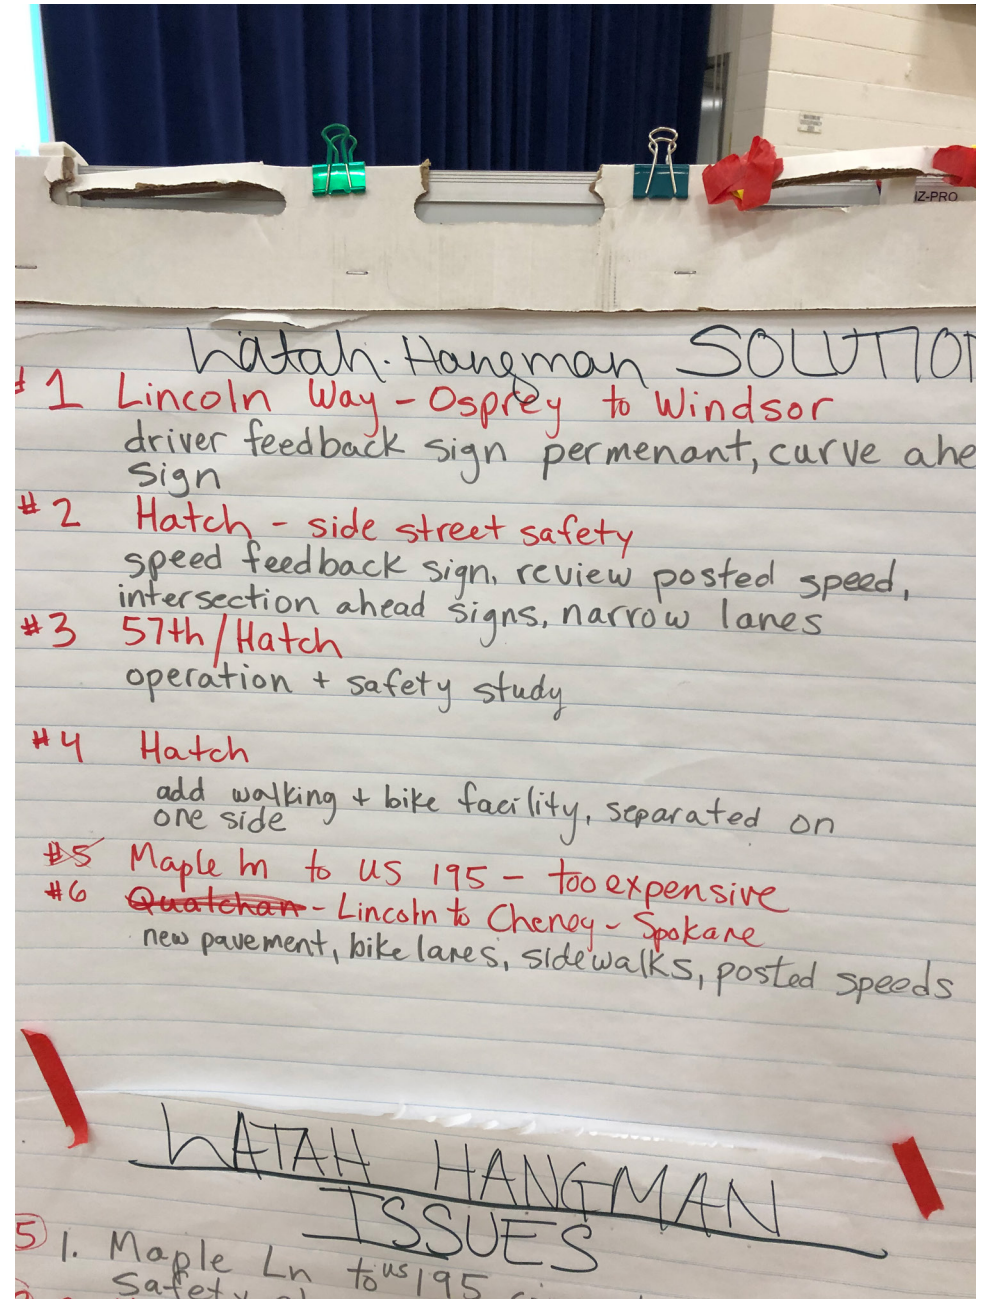 IZ-PRO
Latah-Hangman SOLUTION
#1 Lincoln Way - Osprey to Windsor
driver feedback sign permenant, curve ahe
sign
#2 Hatch - side street safety
speed feedback sign, review posted speed,
intersection ahead signs, narrow lanes
#3 57th/Hatch
operation + safety study
#4 Hatch
add walking + bike facility, separated on
one side
#5 Maple ln to US 195 - too expensive
#6 Qualchan - Lincoln to Cheney - Spokane
new pavement, bike lanes, sidewalks, posted speeds
LATAH HANGMAN
ISSUES
5 1. Maple Ln to US 195